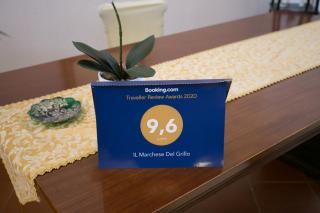 Booking.com
Traveller Review Awards 2020
9,6
IL Marchese Del Grillo